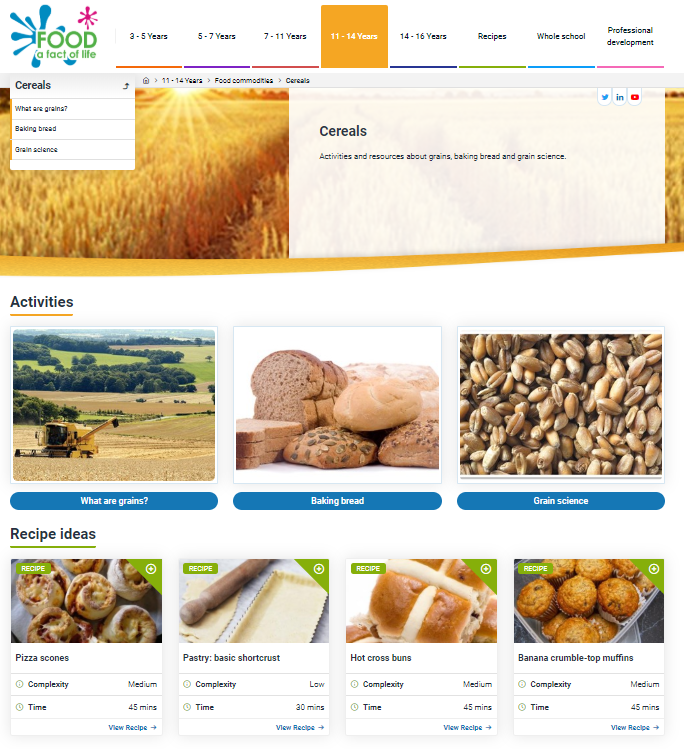 FOOD
a fact of life
3 - 5 Years
5 - 7 Years
7 - 11 Years
11 - 14 Years
14 - 16 Years
Recipes
Whole school
Professional
development
11 - 14 Years > Food commodities > Cereals
Cereals
What are grains?
Baking bread
Grain science
Cereals
Activities and resources about grains, baking bread and grain science.
Activities
What are grains?
Baking bread
Grain science
Recipe ideas
RECIPE
Pizza scones
Complexity Medium
Time 45 mins
View Recipe →
RECIPE
Pastry: basic shortcrust
Complexity Low
Time 30 mins
View Recipe →
RECIPE
Hot cross buns
Complexity Medium
Time 45 mins
View Recipe →
RECIPE
Banana crumble-top muffins
Complexity Medium
Time 45 mins
View Recipe →